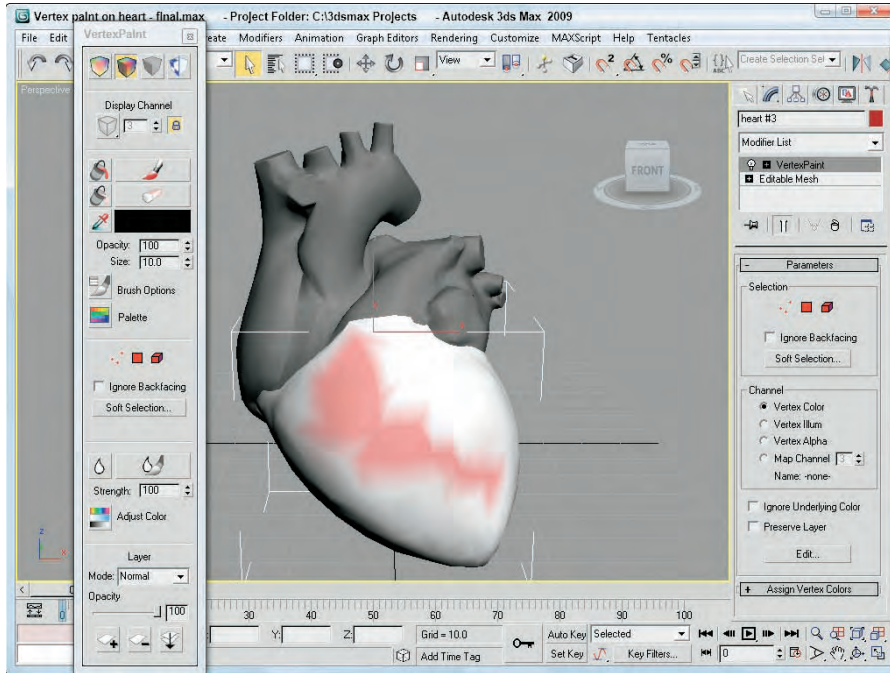 Vertex paint on heart - final.max - Project Folder: C:\3dsmax Projects - Autodesk 3ds Max 2009
File Edit eate Modifiers Animation Graph Editors Rendering Customize MAXScript Help Tentacles
VertexPaint
View
Create Selection Sel
Perspective
Display Channel
3
Opacity: 100
Size: 10.0
Brush Options
Palette
Ignore Backfacing
Soft Selection...
Strength: 100
Adjust Color
Layer
Mode: Normal
Opacity
100
FRONT
z
x
heart #3
Modifier List
VertexPaint
Editable Mesh
Parameters
Selection
Ignore Backfacing
Soft Selection...
Channel
Vertex Color
Vertex Illum
Vertex Alpha
Map Channel 3
Name: -none-
Ignore Underlying Color
Preserve Layer
Edit...
Assign Vertex Colors
0 30 40 50 60 70 80 90 100
Y: Z: Grid = 10.0 Auto Key Selected
Add Time Tag Set Key Key Filters... 0